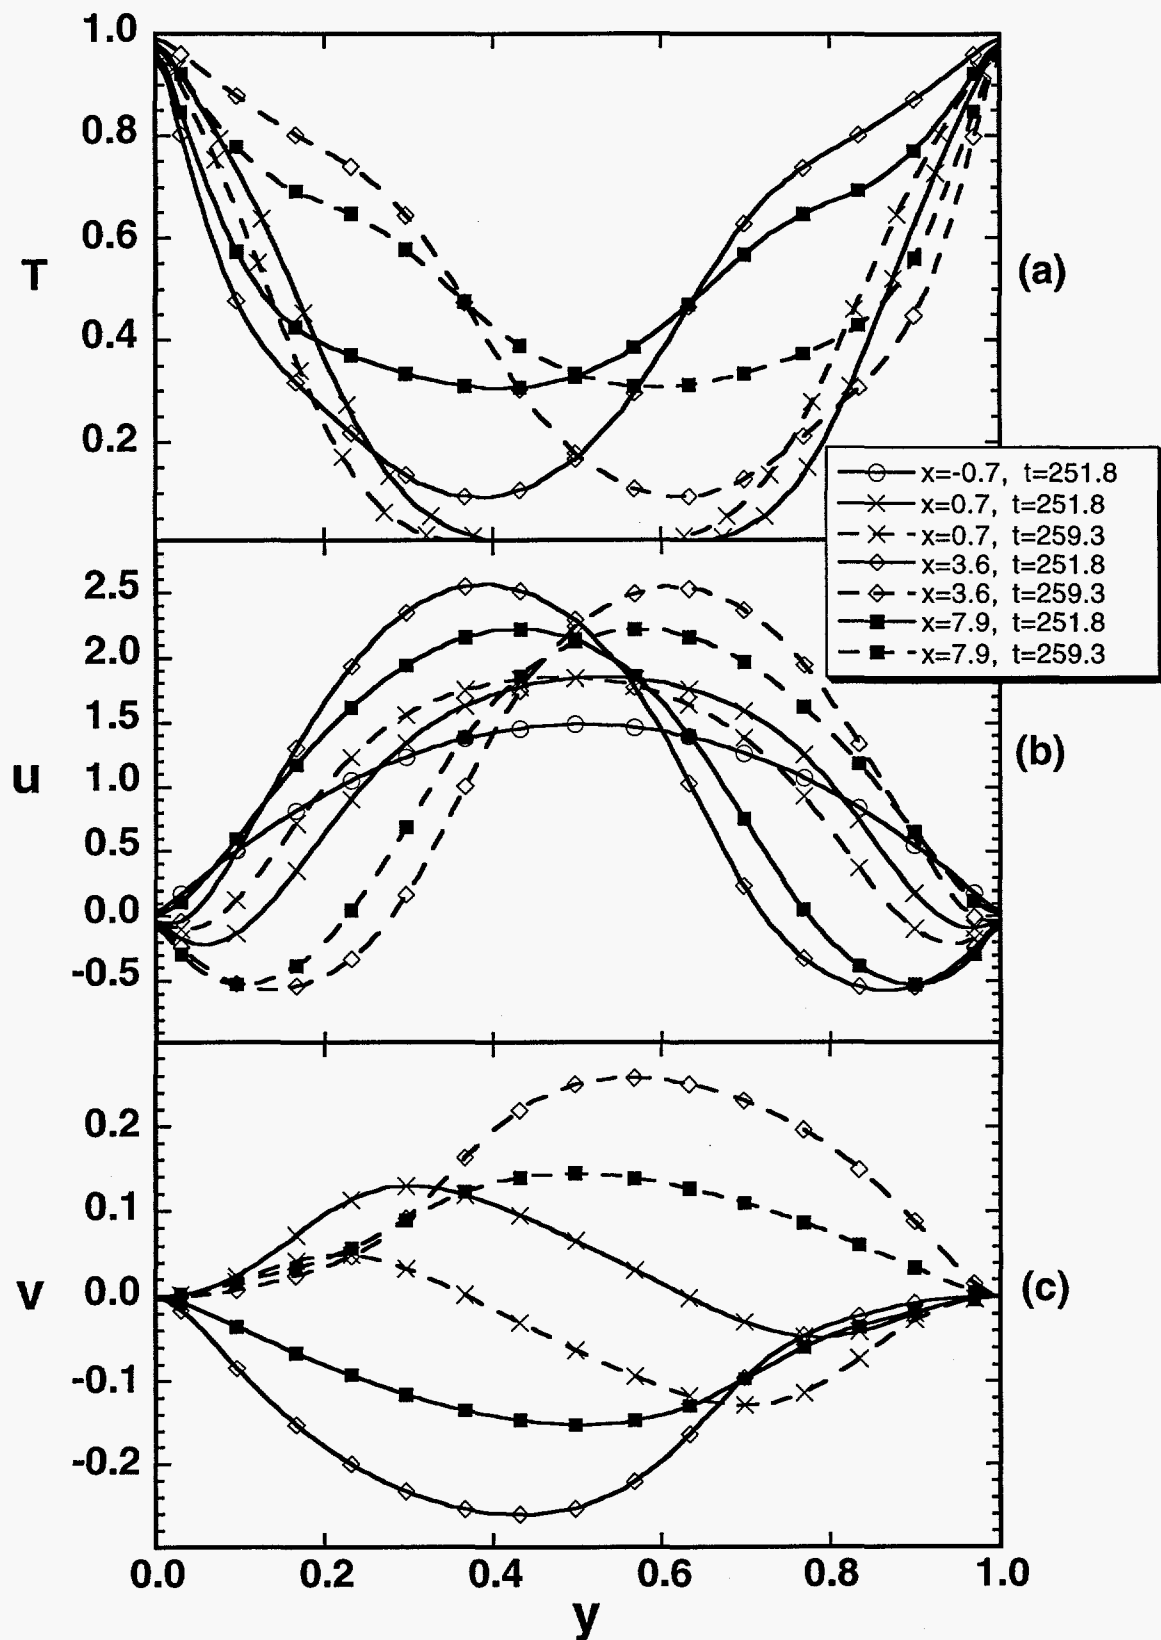 1.0
0.8
0.6
0.4
0.2
T
(a)
x=-0.7, t=251.8
x=0.7, t=251.8
x=0.7, t=259.3
x=3.6, t=251.8
x=3.6, t=259.3
x=7.9, t=251.8
x=7.9, t=259.3
2.5
2.0
1.5
1.0
0.5
0.0
-0.5
u
(b)
0.2
0.1
0.0
-0.1
-0.2
v
(c)
0.0 0.2 0.4 0.6 0.8 1.0
y